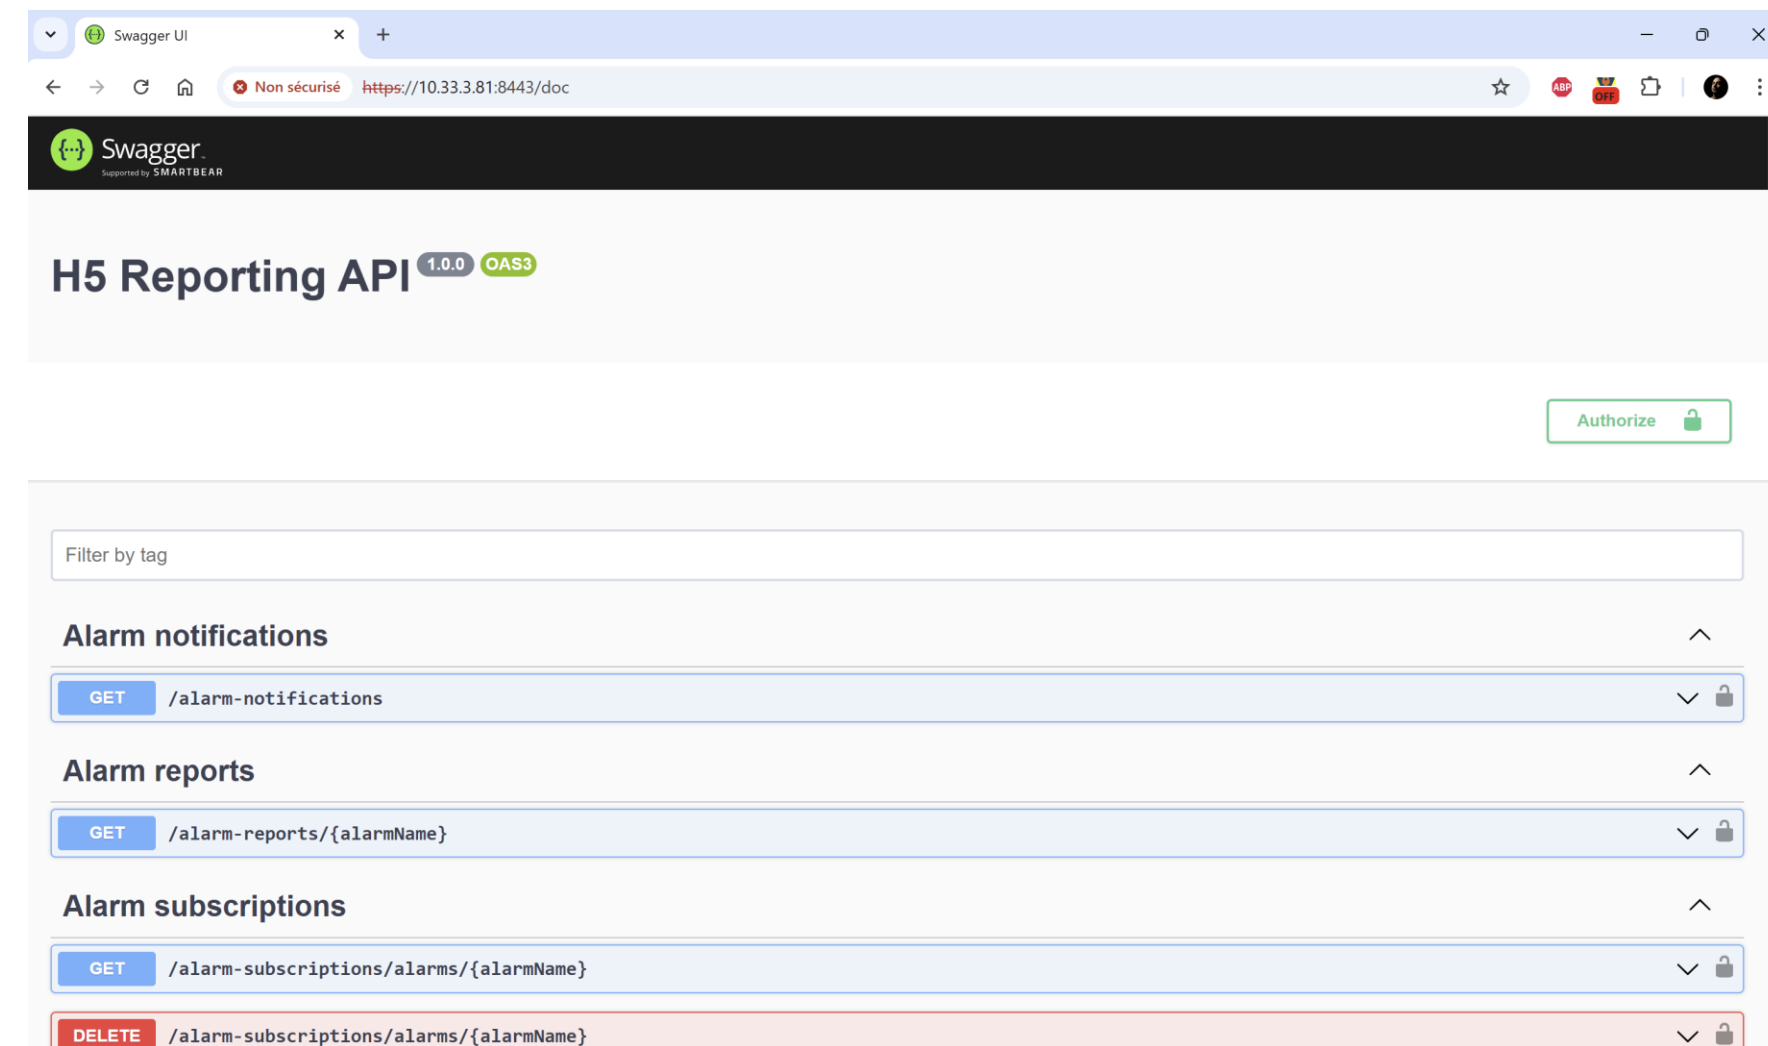 Swagger UI
Non sécurisé https://10.33.3.81:8443/doc
ABP
OFF
{···} Swagger
Supported by SMARTBEAR
H5 Reporting API 1.0.0 OAS3
Authorize
Filter by tag
Alarm notifications
GET /alarm-notifications
Alarm reports
GET /alarm-reports/{alarmName}
Alarm subscriptions
GET /alarm-subscriptions/alarms/{alarmName}
DELETE /alarm-subscriptions/alarms/{alarmName}